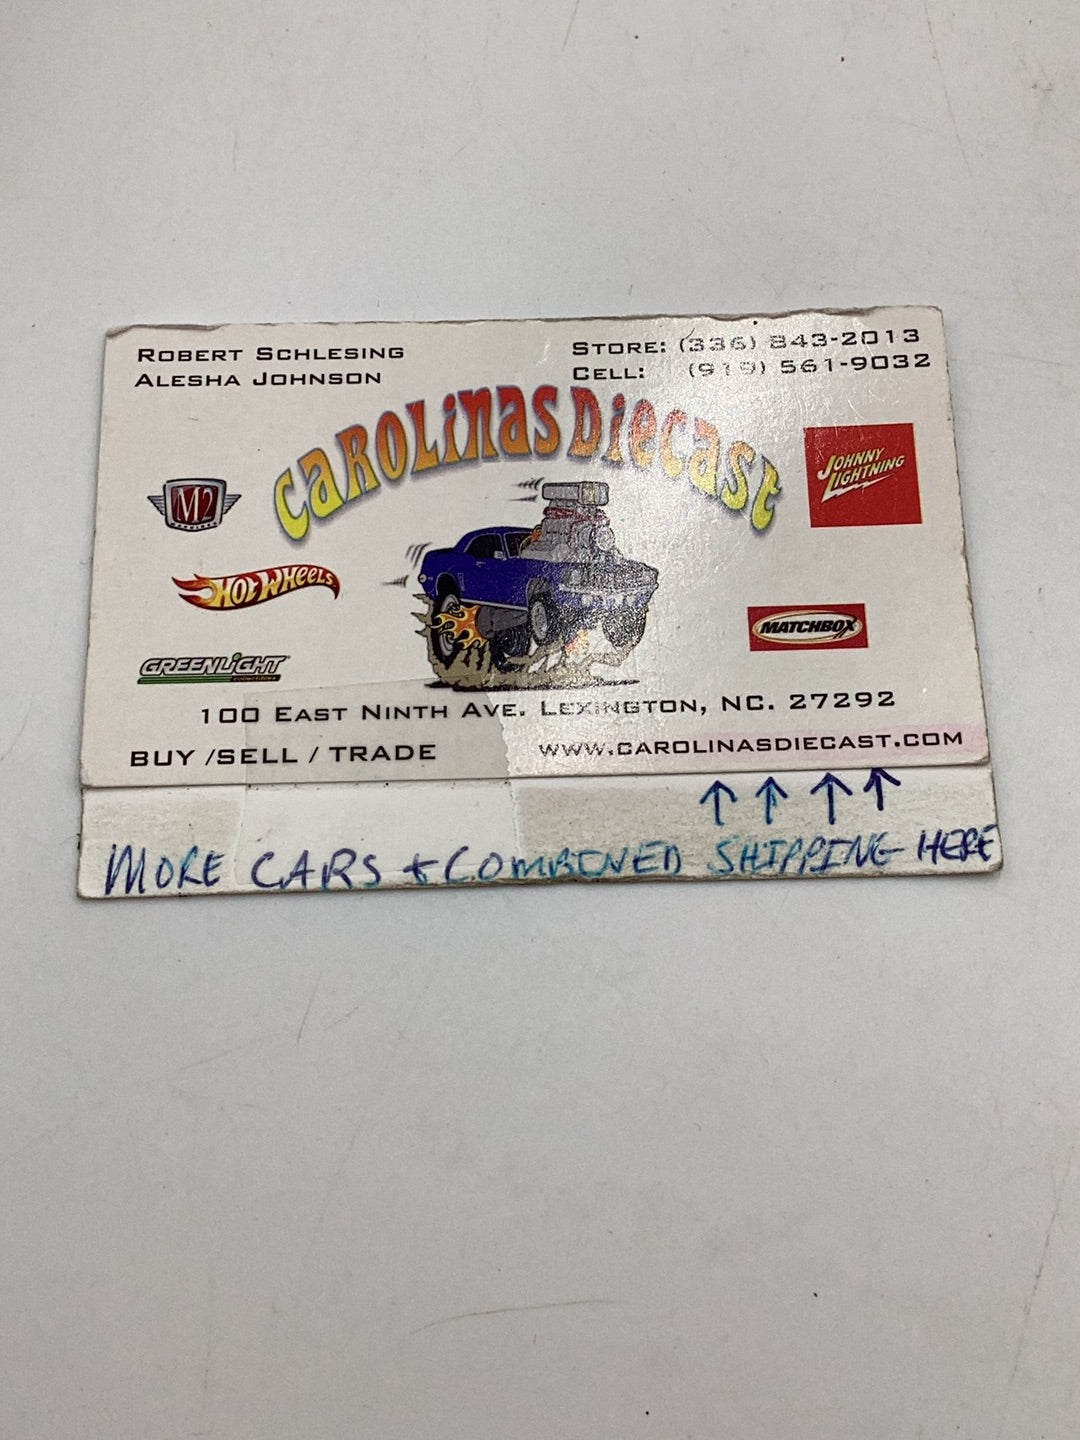 ROBERT SCHLESING
ALESHA JOHNSON
STORE: (336) 843-2013
CELL: (919) 561-9032
CAROLINAS DIECAST
M2
JOHNNY LIGHTNING
HOT WHEELS
MATCHBOX
GREENLIGHT
100 EAST NINTH AVE. LEXINGTON, NC. 27292
BUY /SELL / TRADE
WWW.CAROLINASDIECAST.COM
↑ ↑ ↑ ↑
MORE CARS + COMBINED SHIPPING HERE